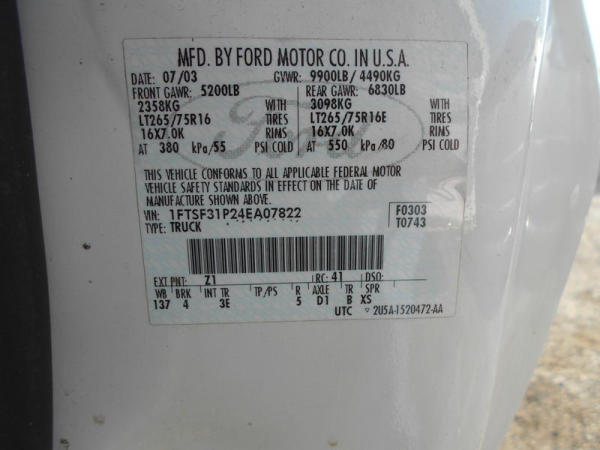 MFD. BY FORD MOTOR CO. IN U.S.A.
DATE: 07/03 GVWR: 9900LB/ 4490KG
FRONT GAWR: 5200LB REAR GAWR: 6830LB
2358KG WITH 3098KG WITH
LT265/75R16 TIRES LT265/75R16E TIRES
16X7.0K RIMS 16X7.0K RIMS
AT 380 kPa/55 PSI COLD AT 550 kPa/80 PSI COLD
THIS VEHICLE CONFORMS TO ALL APPLICABLE FEDERAL MOTOR
VEHICLE SAFETY STANDARDS IN EFFECT ON THE DATE OF
MANUFACTURE SHOWN ABOVE.
VIN: 1FTSF31P24EA07822 F0303
TYPE: TRUCK T0743
EXT PNT: Z1 RC: 41 DSO:
WB BRK INT TR TP/PS R AXLE TR SPR
137 4 3E 5 D1 B XS
UTC ▽ 2U5A-1520472-AA
Ford